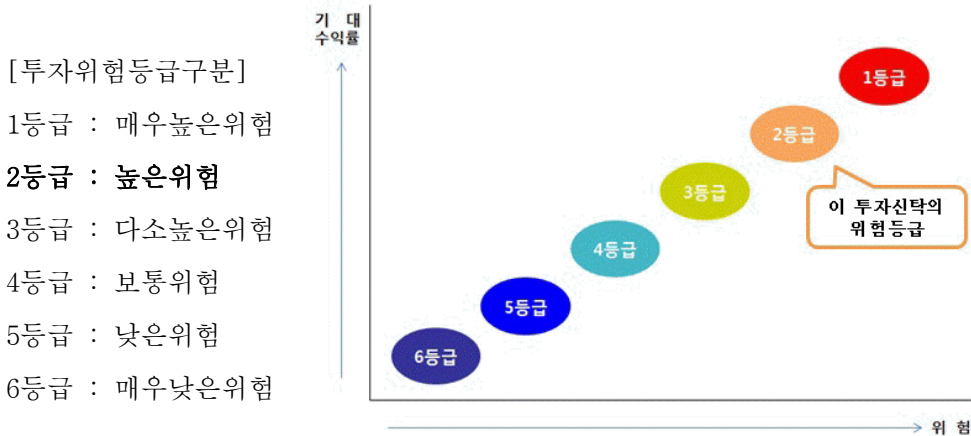 [투자위험등급구분]
1등급 : 매우높은위험
2등급 : 높은위험
3등급 : 다소높은위험
4등급 : 보통위험
5등급 : 낮은위험
6등급 : 매우낮은위험
기 대
수익률
1등급
2등급
3등급
이 투자신탁의
위험등급
4등급
5등급
6등급
위 험